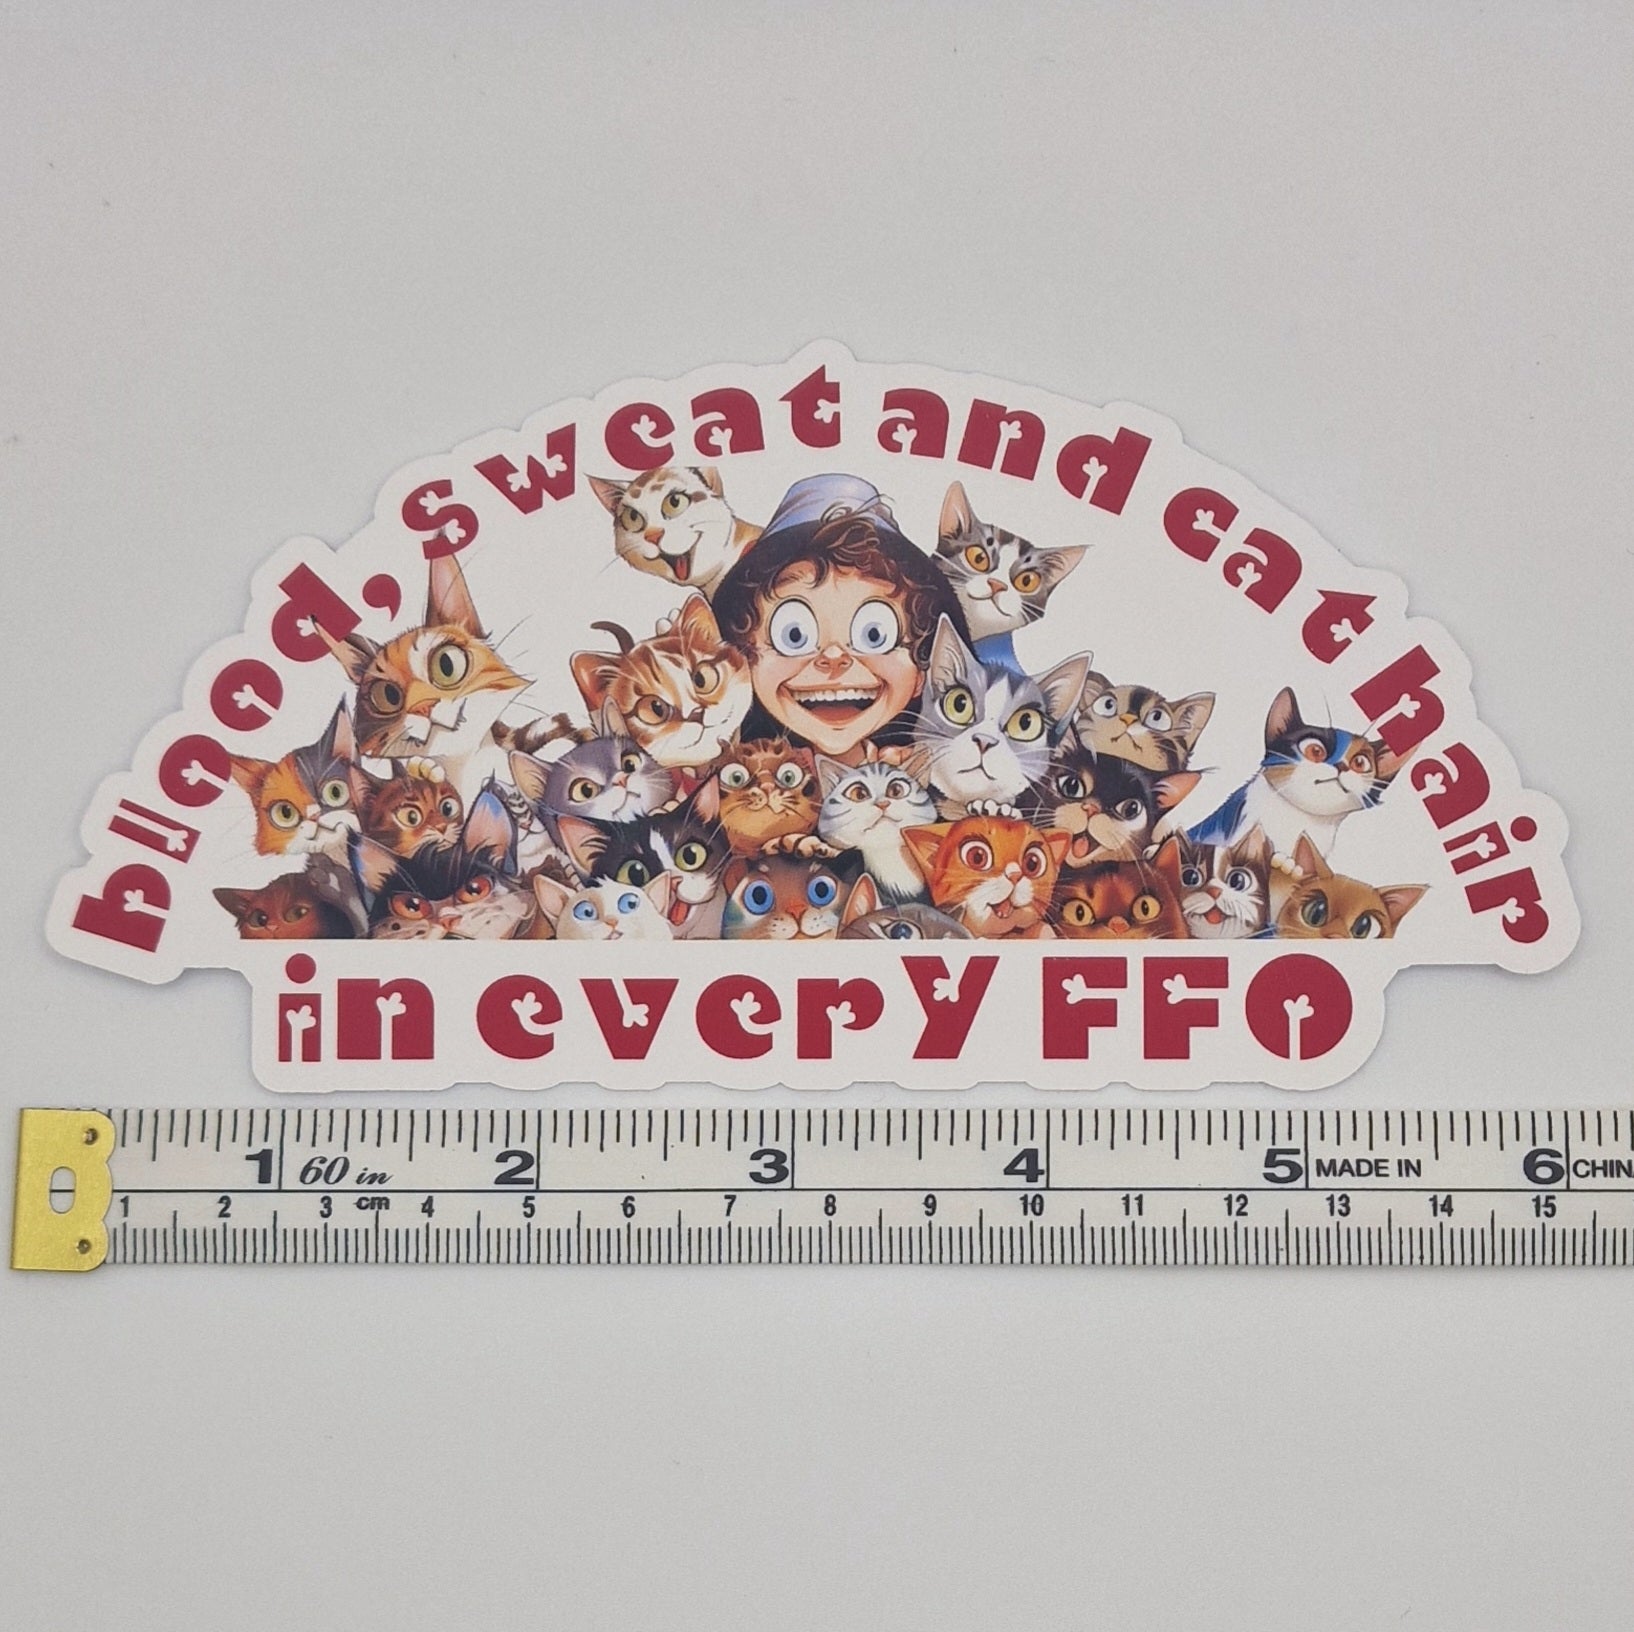 blood, sweat and cat hair
in every FFO
1 60 in 2 3 4 5 MADE IN 6 CHIN
1 2 3 cm 4 5 6 7 8 9 10 11 12 13 14 15